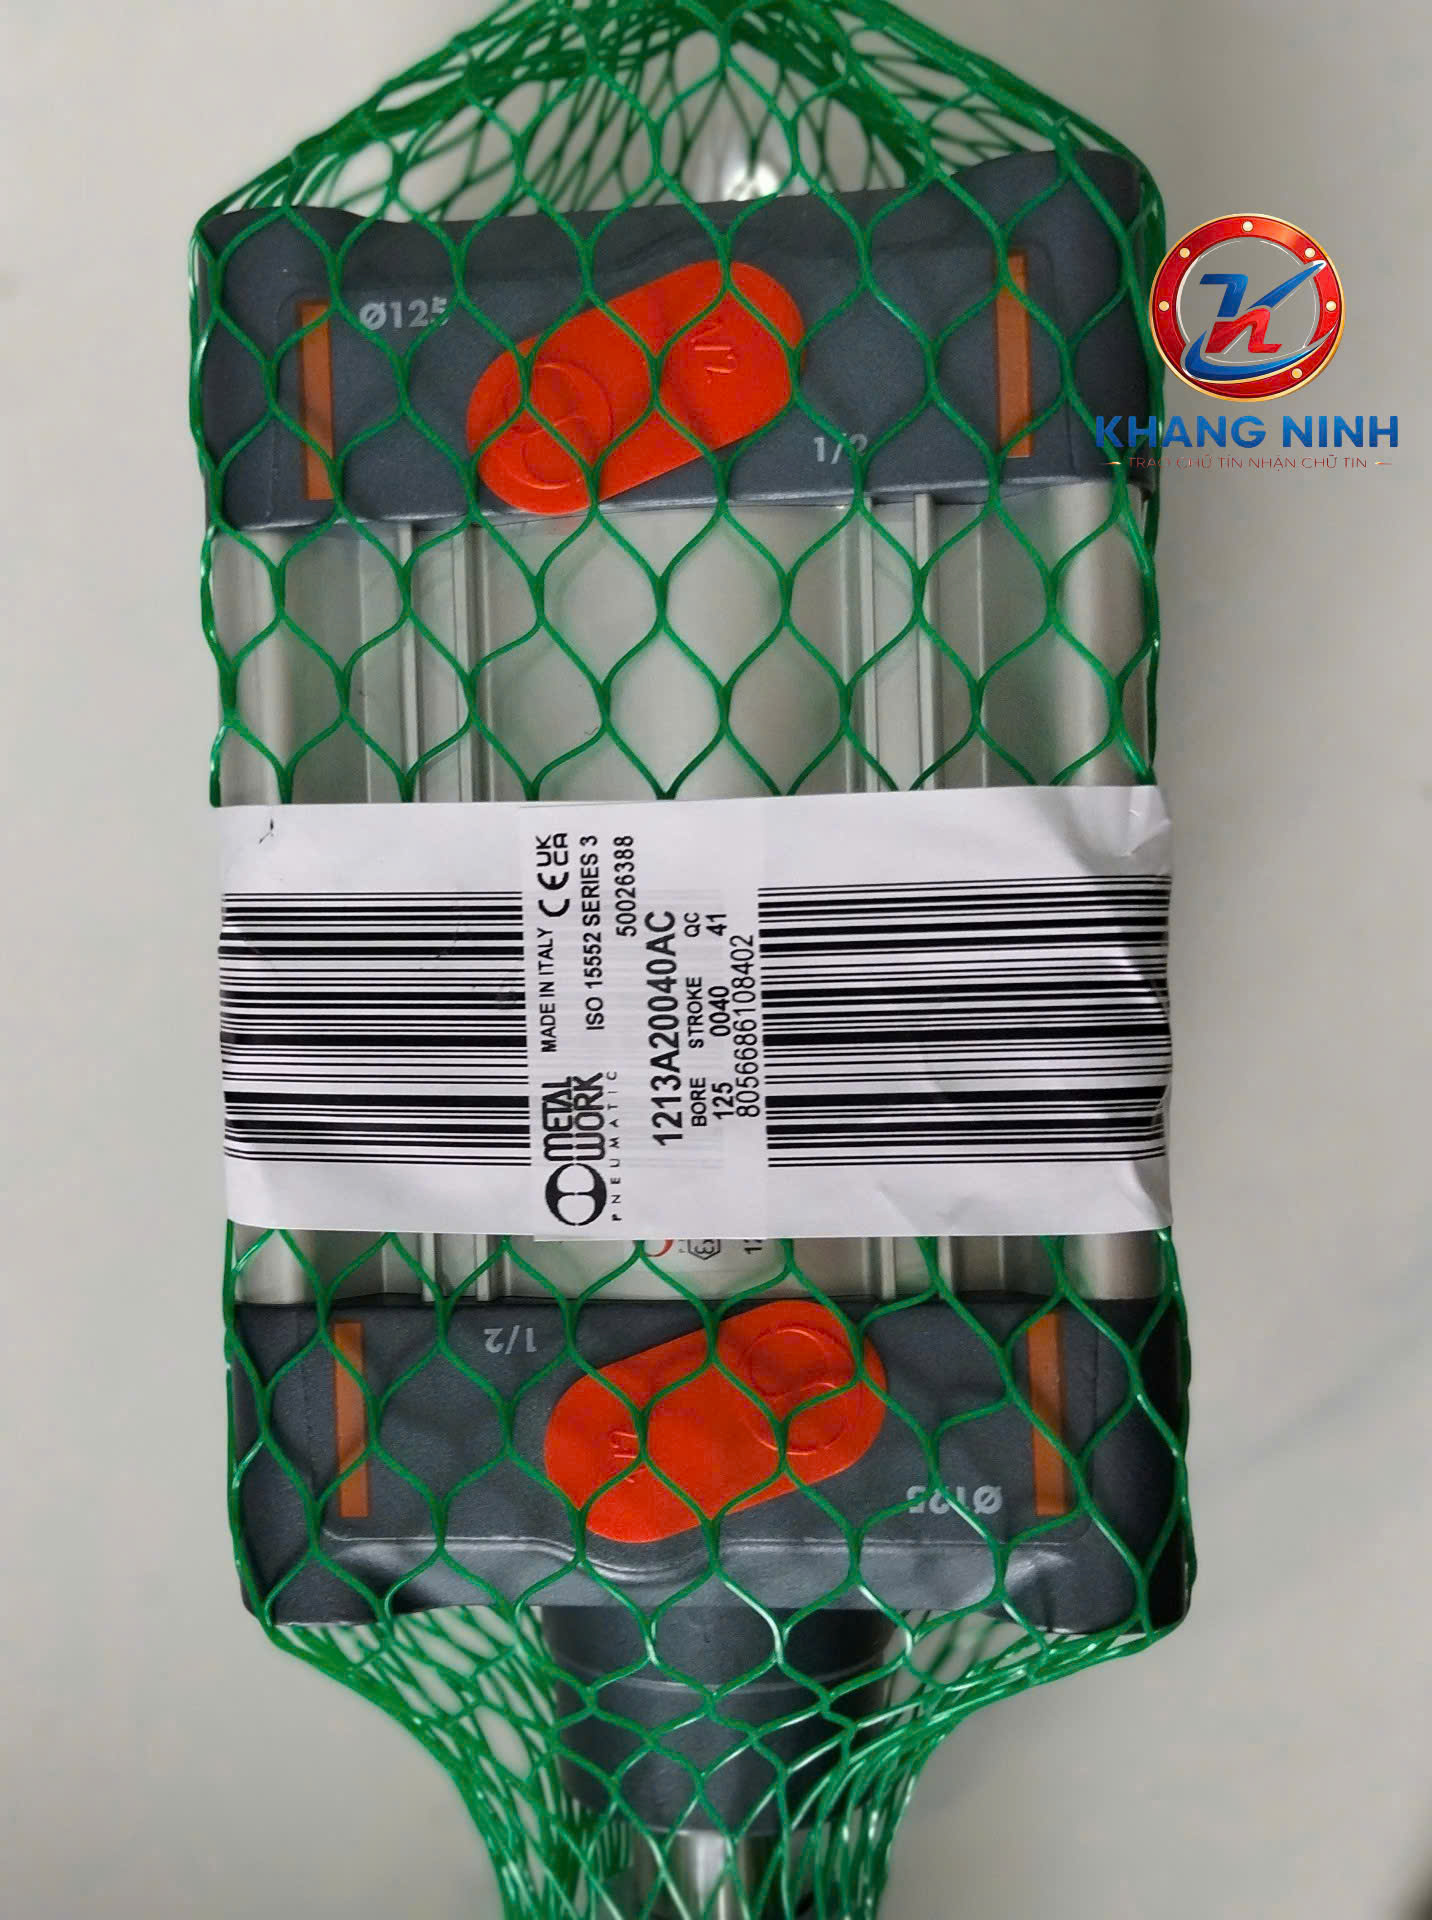 Ø125
1/2
KHANG NINH
TRAO CHỮ TÍN NHẬN CHỮ TIN
METAL
WORK
PNEUMATIC
MADE IN ITALY CE UK
CA
ISO 15552 SERIES 3
50026388
1213A20040AC
BORE STROKE QC
125 0040 41
8056686108402
1/2
Ø125